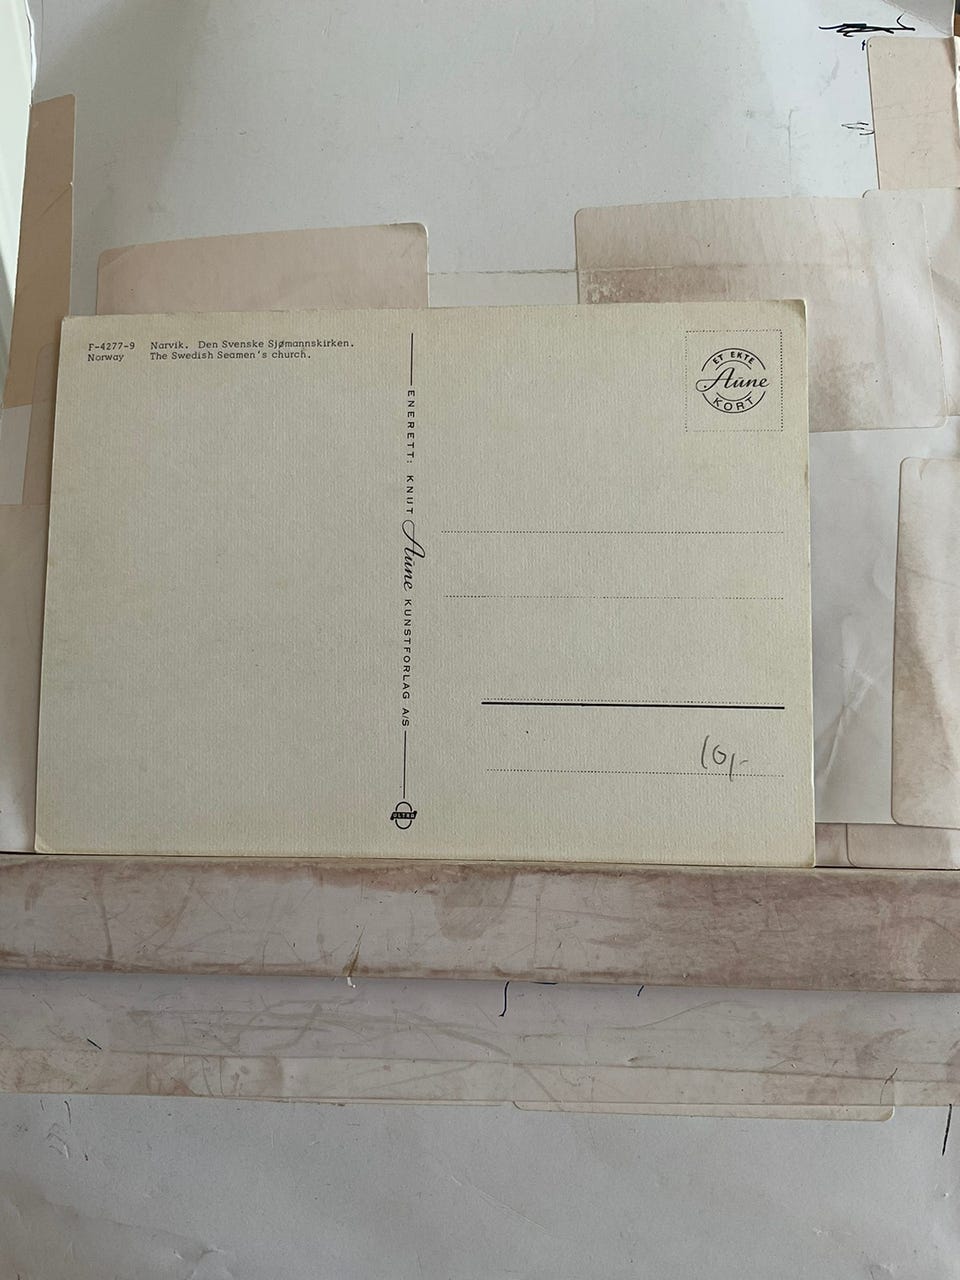 F-4277-9 Narvik. Den Svenske Sjømannskirken.
Norway The Swedish Seamen's church.
ENERETT: KNUT Aune KUNSTFORLAG A/S
ULTRA
ET EKTE
Aune
KORT
10,-